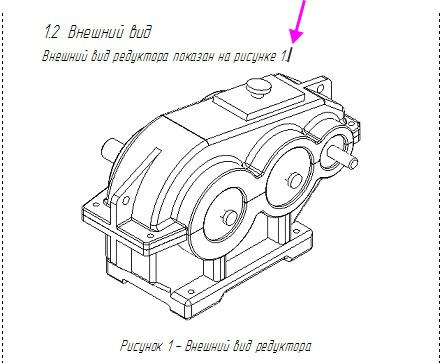 1.2 Внешний вид
Внешний вид редуктора показан на рисунке 1.
Рисунок 1 - Внешний вид редуктора